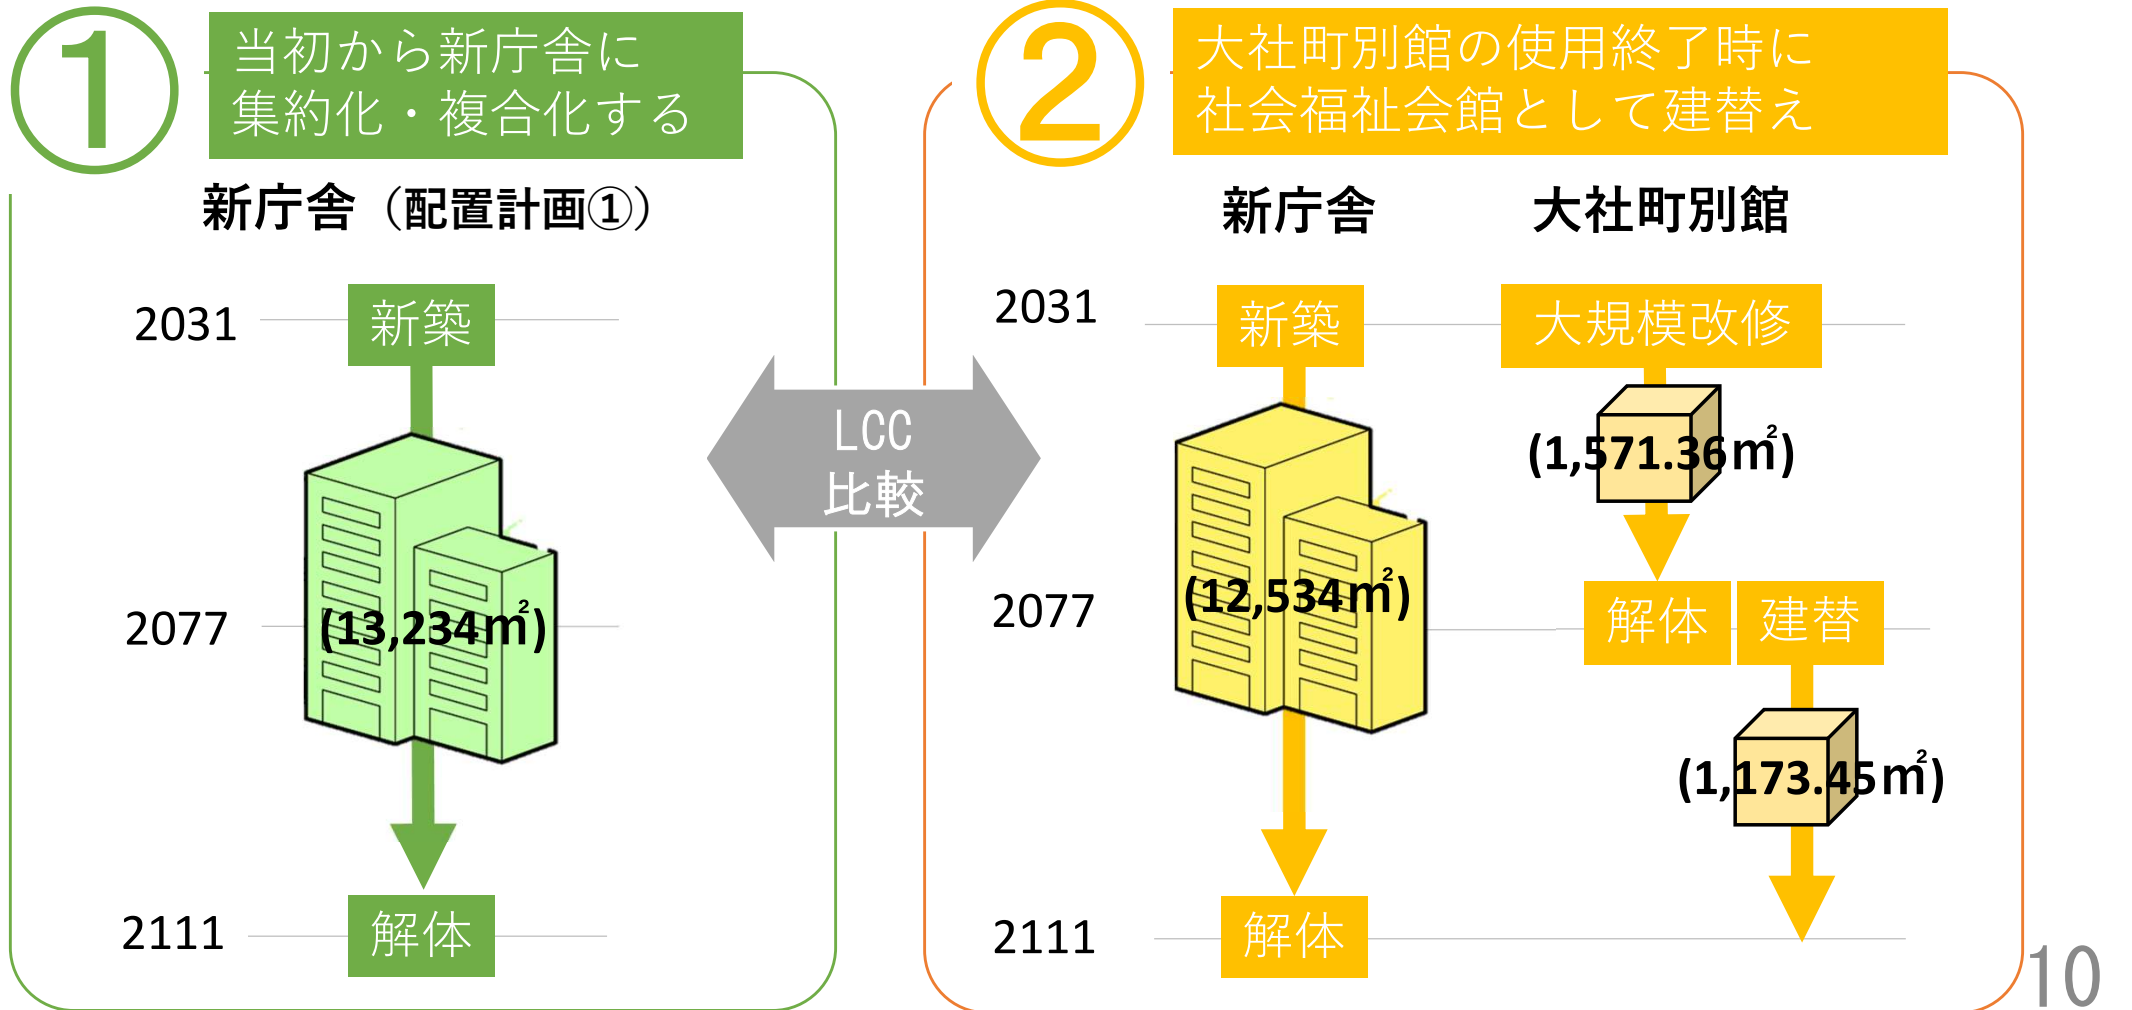 ①
当初から新庁舎に
集約化・複合化する
新庁舎（配置計画①）
2031
新築
2077
(13,234㎡)
2111
解体
LCC
比較
②
大社町別館の使用終了時に
社会福祉会館として建替え
新庁舎
大社町別館
2031
新築
大規模改修
(1,571.36㎡)
2077
(12,534㎡)
解体
建替
(1,173.45㎡)
2111
解体
10